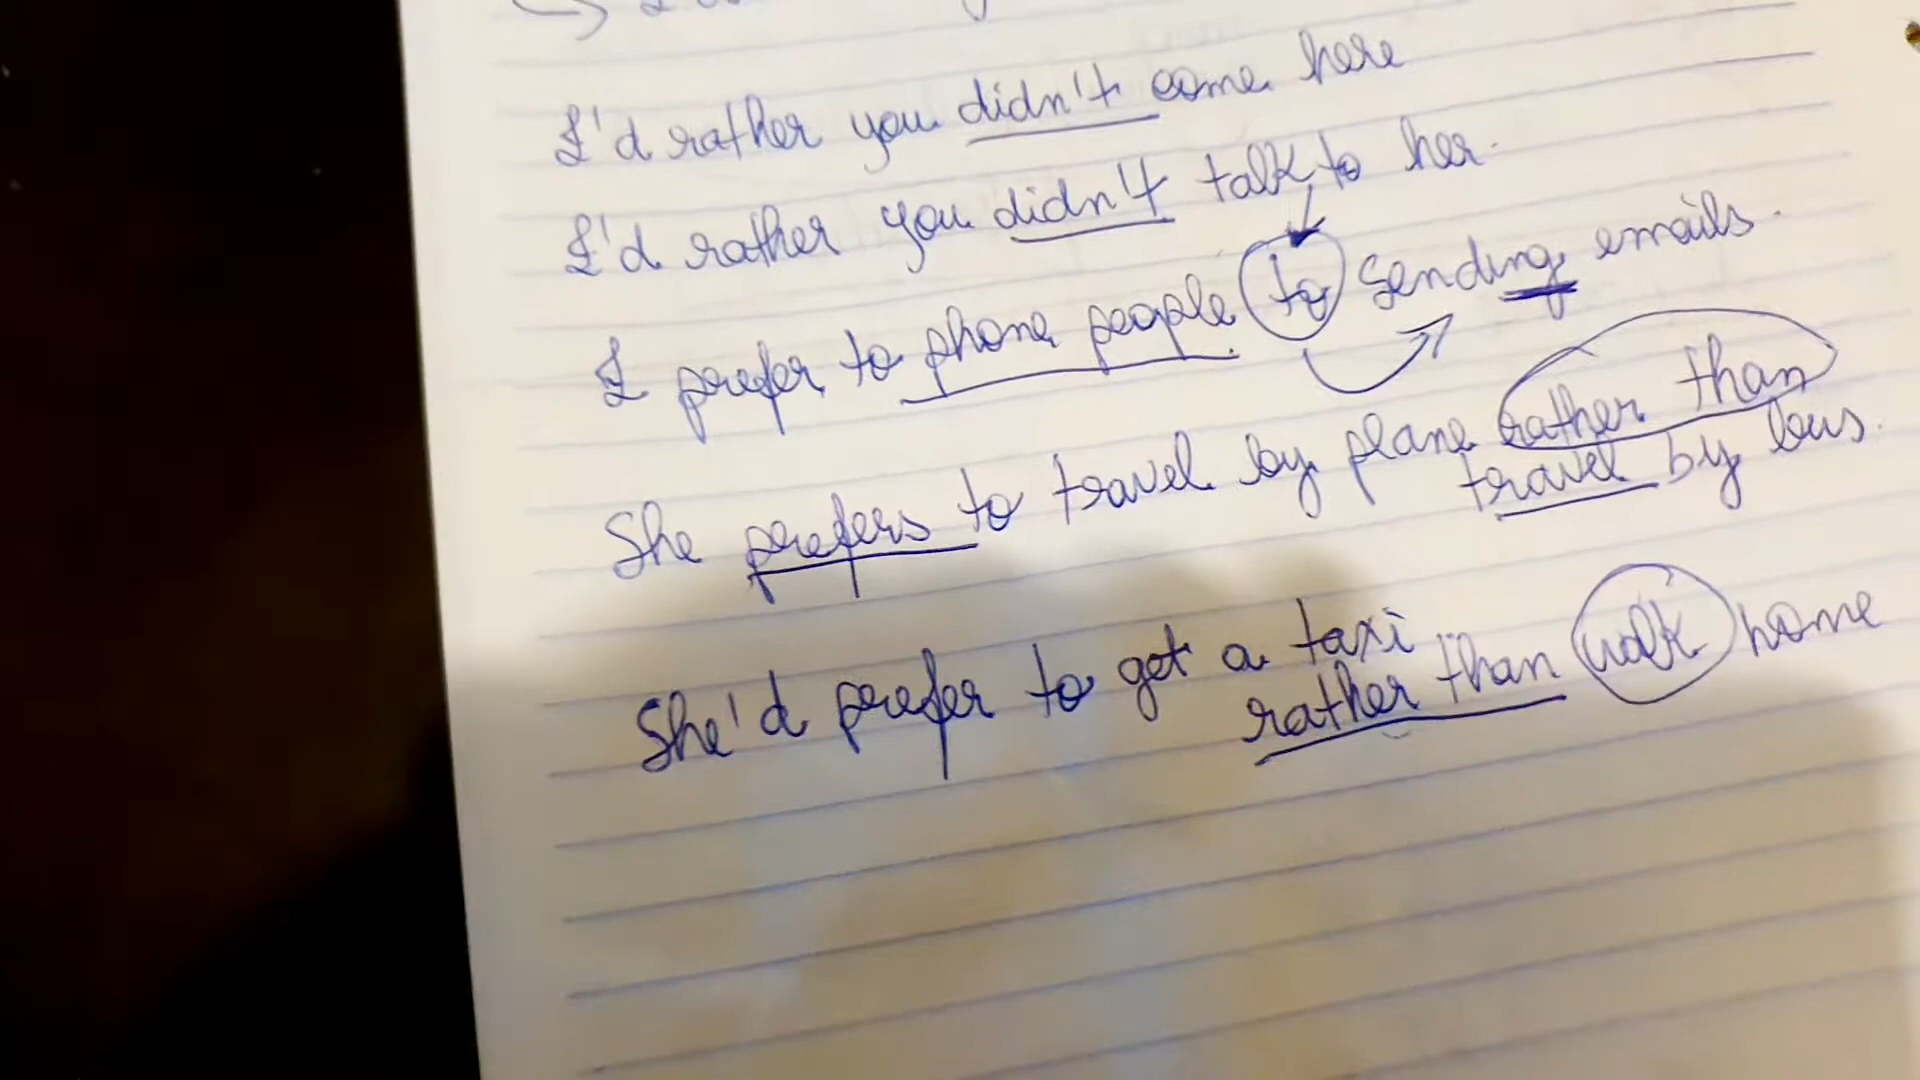 I'd rather you didn't come here
I'd rather you didn't talk to her.
I prefer to phone people to sending emails.
She prefers to travel by plane rather than
travel by bus.
She'd prefer to get a taxi
rather than walk home